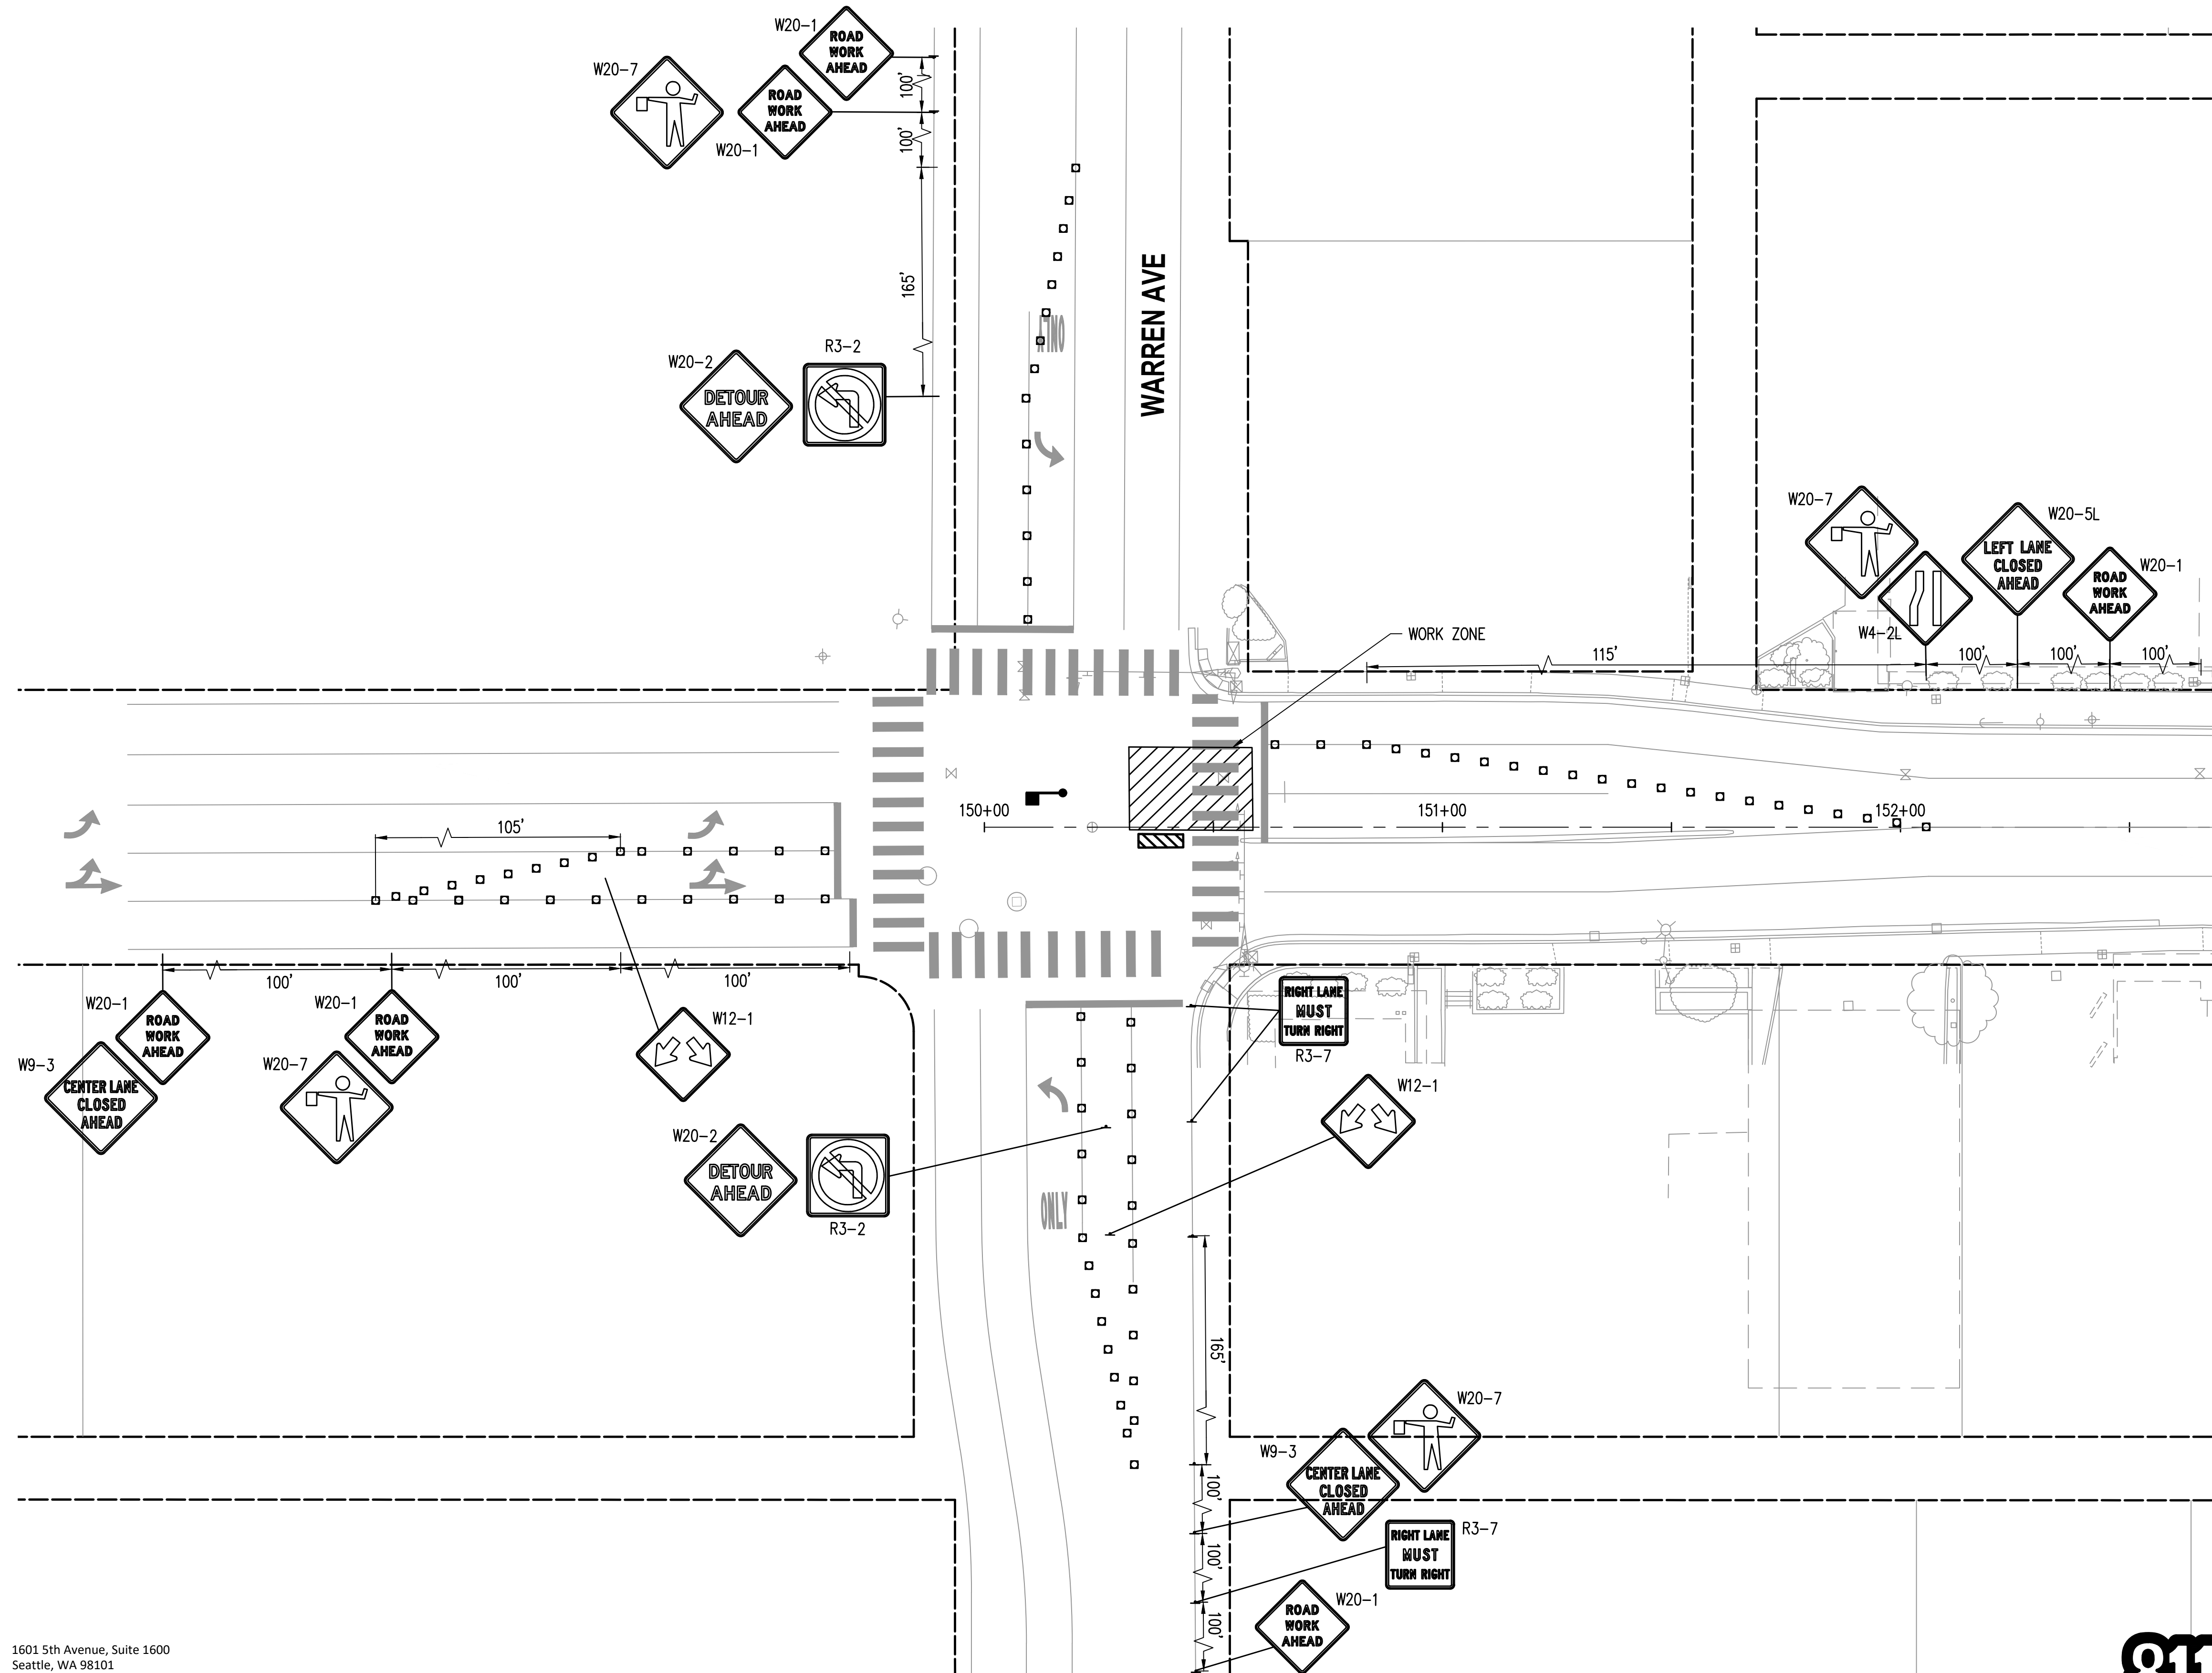 W20-1
ROAD
WORK
AHEAD
W20-7
ROAD
WORK
AHEAD
W20-1
100'
100'
165'
WARREN AVE
ONLY
W20-2
DETOUR
AHEAD
R3-2
W20-7
W4-2L
W20-5L
LEFT LANE
CLOSED
AHEAD
W20-1
ROAD
WORK
AHEAD
WORK ZONE
115'
100'
100'
100'
150+00
151+00
152+00
105'
100'
100'
100'
W20-1
ROAD
WORK
AHEAD
W9-3
CENTER LANE
CLOSED
AHEAD
W20-1
ROAD
WORK
AHEAD
W20-7
W12-1
RIGHT LANE
MUST
TURN RIGHT
R3-7
W12-1
W20-2
DETOUR
AHEAD
R3-2
ONLY
165'
W20-7
W9-3
CENTER LANE
CLOSED
AHEAD
100'
RIGHT LANE
MUST
TURN RIGHT
R3-7
100'
W20-1
ROAD
WORK
AHEAD
100'
1601 5th Avenue, Suite 1600
Seattle, WA 98101
811